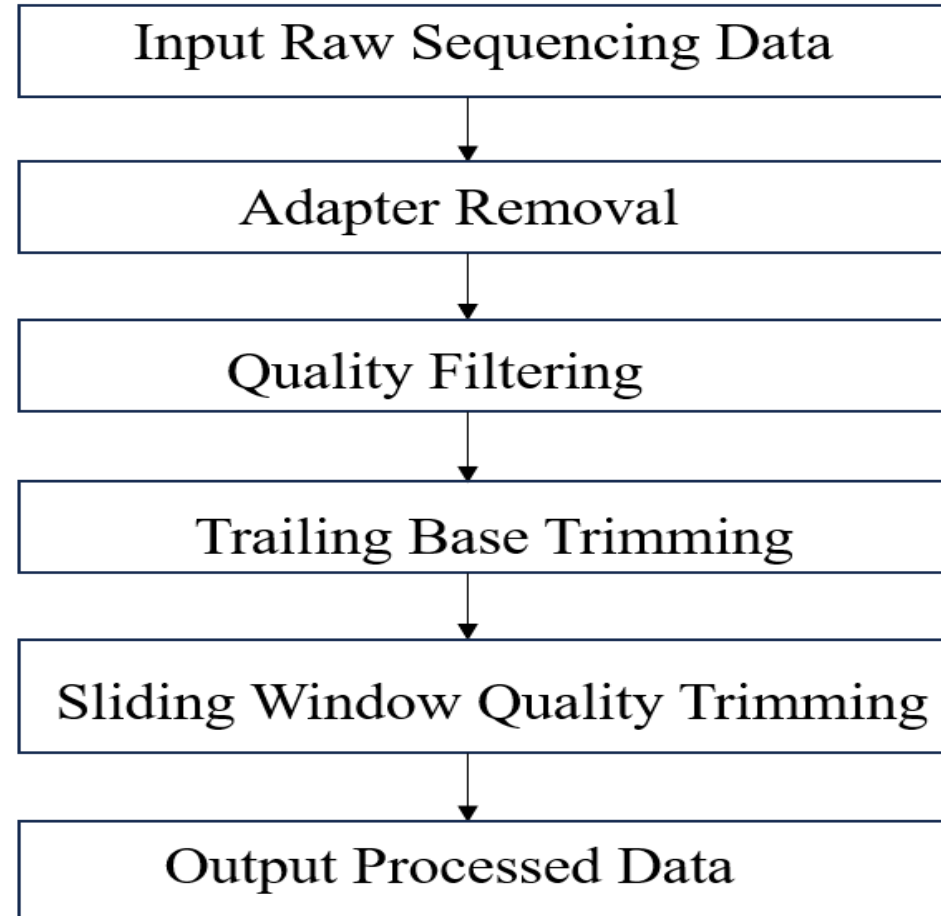 Input Raw Sequencing Data
Adapter Removal
Quality Filtering
Trailing Base Trimming
Sliding Window Quality Trimming
Output Processed Data